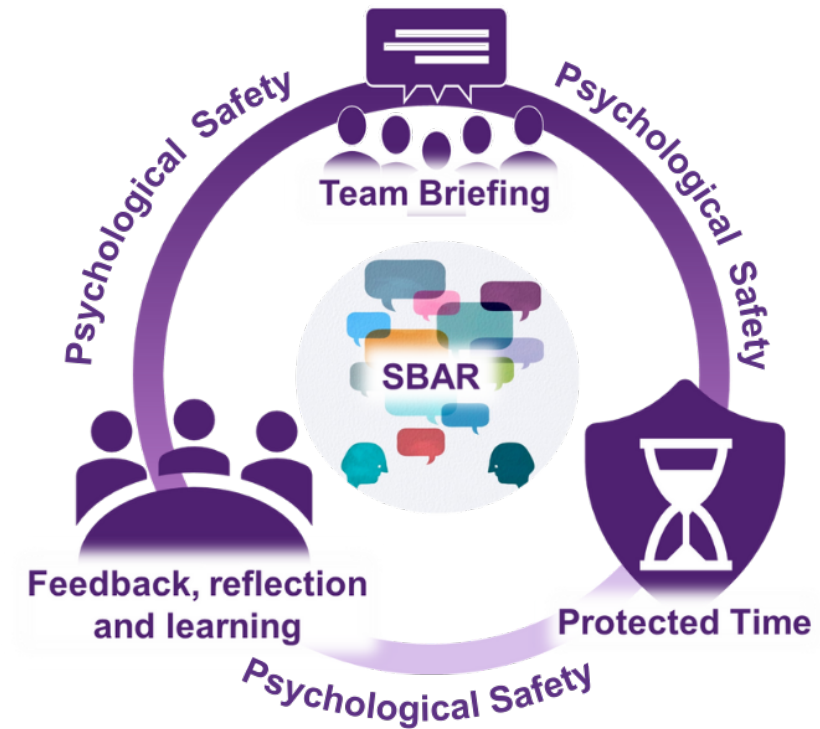 Psychological Safety
Psychological Safety
Team Briefing
SBAR
Feedback, reflection
and learning
Protected Time
Psychological Safety